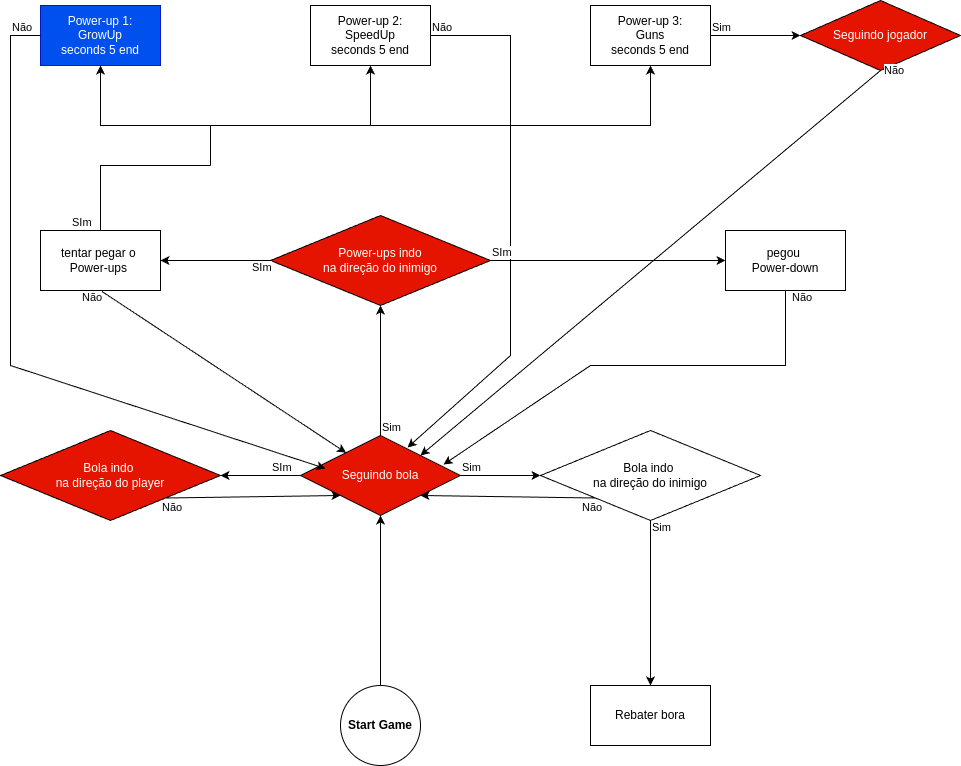 Não
Power-up 1:
GrowUp
seconds 5 end
Power-up 2:
SpeedUp
seconds 5 end
Não
Power-up 3:
Guns
seconds 5 end
Sim
Seguindo jogador
Não
SIm
tentar pegar o
Power-ups
Não
SIm
Power-ups indo
na direção do inimigo
SIm
pegou
Power-down
Não
Sim
Bola indo
na direção do player
Não
SIm
Seguindo bola
Sim
Bola indo
na direção do inimigo
Não
Sim
Start Game
Rebater bora